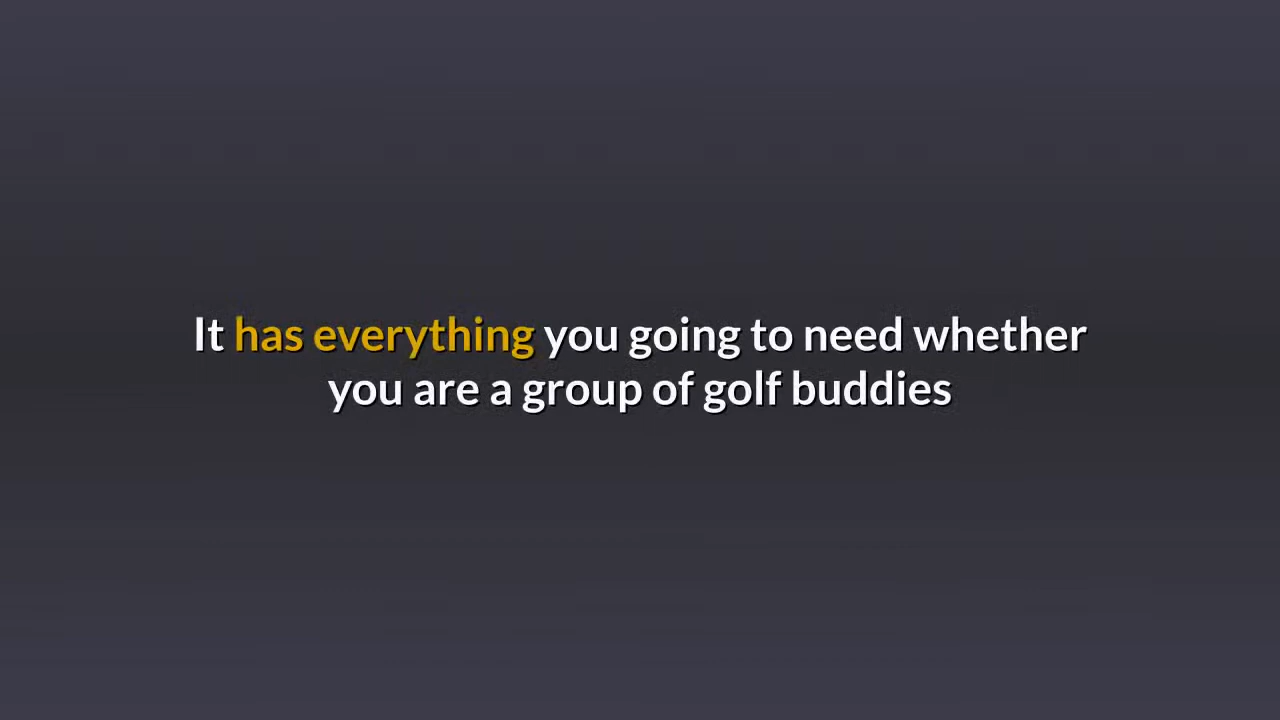 It has everything you going to need whether
you are a group of golf buddies